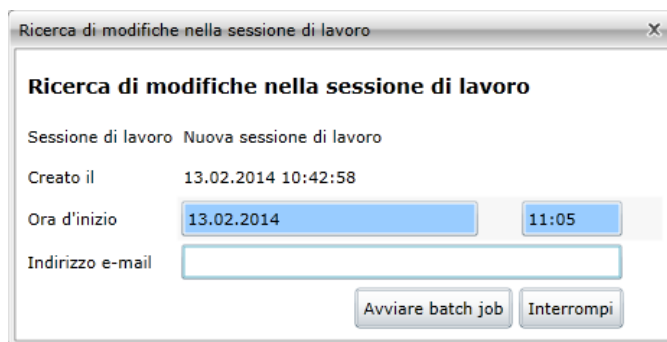 Ricerca di modifiche nella sessione di lavoro X
Ricerca di modifiche nella sessione di lavoro
Sessione di lavoro Nuova sessione di lavoro
Creato il 13.02.2014 10:42:58
Ora d'inizio 13.02.2014 11:05
Indirizzo e-mail
Avviare batch job Interrompi